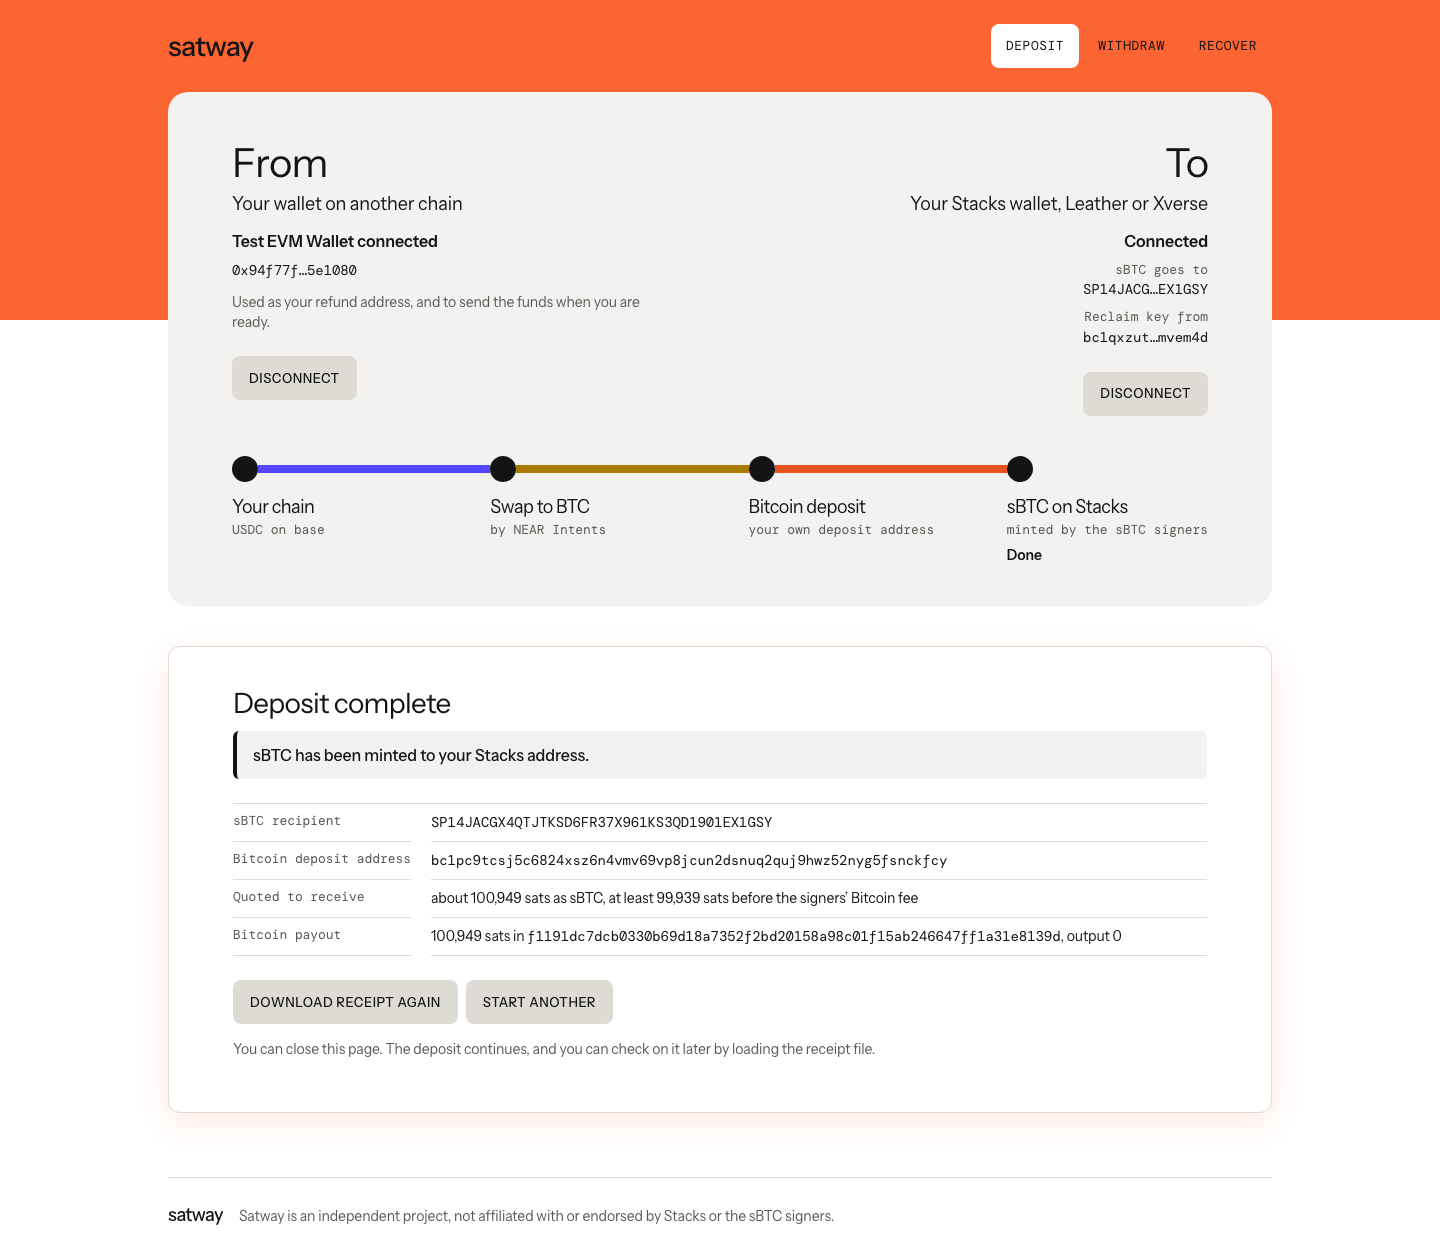 satway
DEPOSIT
WITHDRAW
RECOVER
From
Your wallet on another chain
Test EVM Wallet connected
0x94f77f…5e1080
Used as your refund address, and to send the funds when you are
ready.
DISCONNECT
To
Your Stacks wallet, Leather or Xverse
Connected
sBTC goes to
SP14JACG…EX1GSY
Reclaim key from
bc1qxzut…mvem4d
DISCONNECT
Your chain
USDC on base
Swap to BTC
by NEAR Intents
Bitcoin deposit
your own deposit address
sBTC on Stacks
minted by the sBTC signers
Done
Deposit complete
sBTC has been minted to your Stacks address.
sBTC recipient
SP14JACGX4QTJTKSD6FR37X961KS3QD1901EX1GSY
Bitcoin deposit address
bc1pc9tcsj5c6824xsz6n4vmv69vp8jcun2dsnuq2quj9hwz52nyg5fsnckfcy
Quoted to receive
about 100,949 sats as sBTC, at least 99,939 sats before the signers' Bitcoin fee
Bitcoin payout
100,949 sats in f1191dc7dcb0330b69d18a7352f2bd20158a98c01f15ab246647ff1a31e8139d, output 0
DOWNLOAD RECEIPT AGAIN
START ANOTHER
You can close this page. The deposit continues, and you can check on it later by loading the receipt file.
satway
Satway is an independent project, not affiliated with or endorsed by Stacks or the sBTC signers.